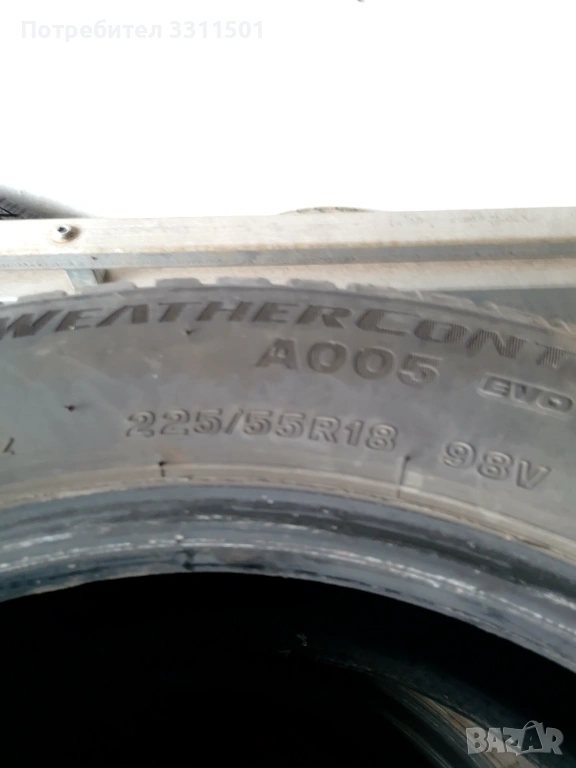 Потребител 3311501
WEATHERCONT
A005 EVO
225/55R18 98V
BAZAR